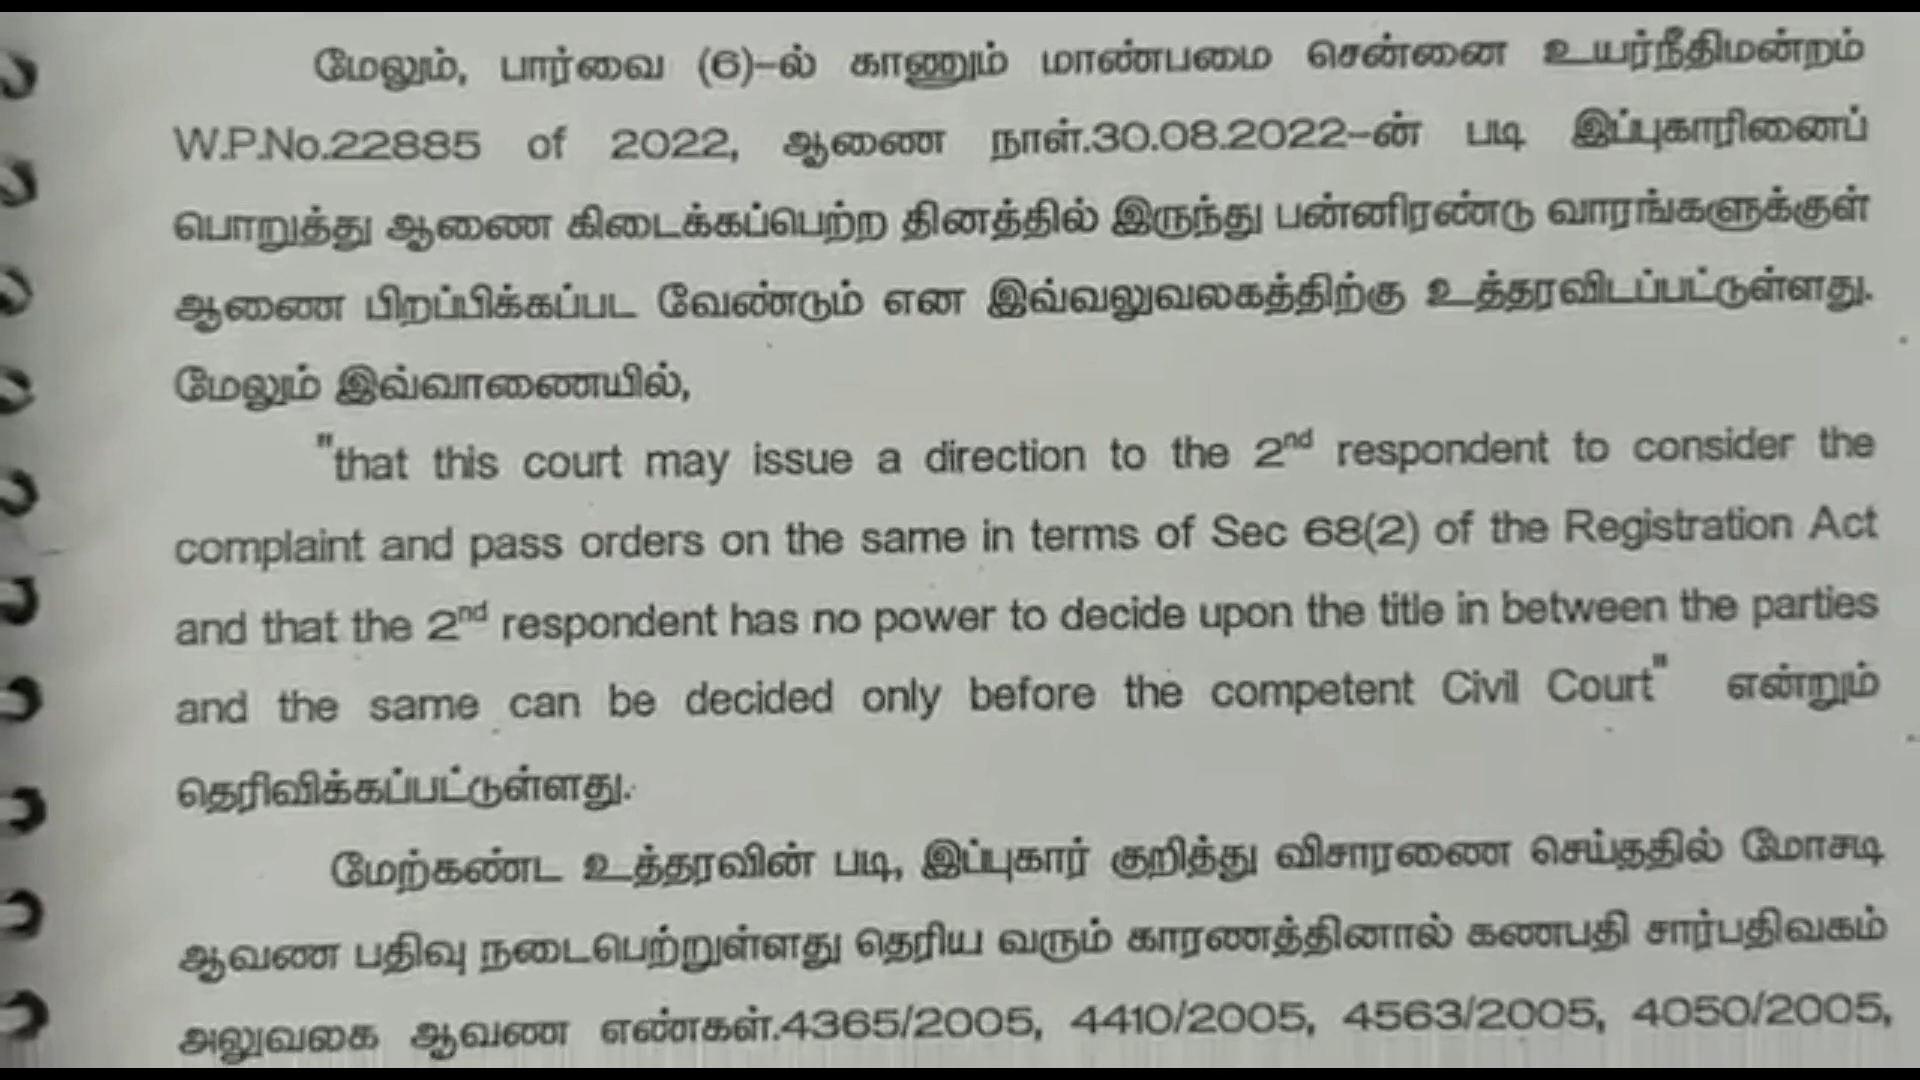 மேலும், பார்வை (6)-ல் காணும் மாண்பமை சென்னை உயர்நீதிமன்றம்
W.P.No.22885 of 2022, ஆணை நாள்.30.08.2022-ன் படி இப்புகாரினைப்
பொறுத்து ஆணை கிடைக்கப்பெற்ற தினத்தில் இருந்து பன்னிரண்டு வாரங்களுக்குள்
ஆணை பிறப்பிக்கப்பட வேண்டும் என இவ்வலுவலகத்திற்கு உத்தரவிடப்பட்டுள்ளது.
மேலும் இவ்வாணையில்,
"that this court may issue a direction to the 2nd respondent to consider the
complaint and pass orders on the same in terms of Sec 68(2) of the Registration Act
and that the 2nd respondent has no power to decide upon the title in between the parties
and the same can be decided only before the competent Civil Court" என்றும்
தெரிவிக்கப்பட்டுள்ளது.
மேற்கண்ட உத்தரவின் படி, இப்புகார் குறித்து விசாரணை செய்ததில் மோசடி
ஆவண பதிவு நடைபெற்றுள்ளது தெரிய வரும் காரணத்தினால் கணபதி சார்பதிவகம்
அலுவலகை ஆவண எண்கள்.4365/2005, 4410/2005, 4563/2005, 4050/2005,